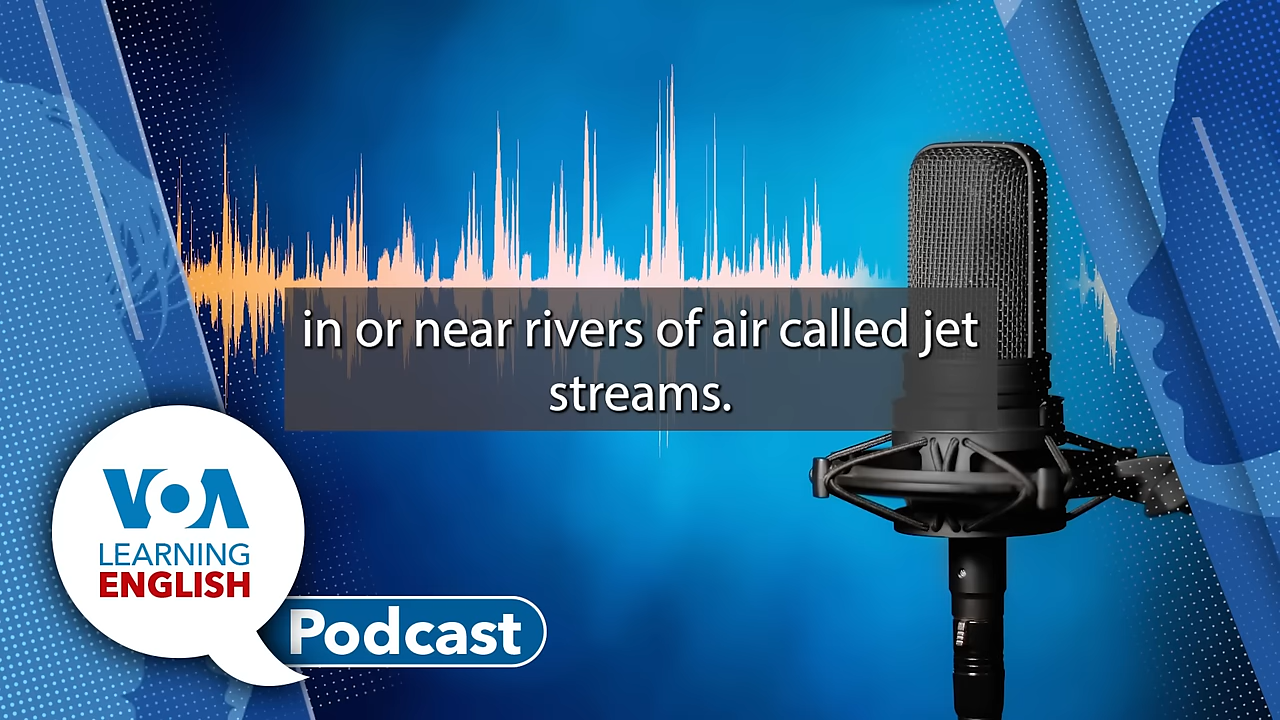 in or near rivers of air called jet
streams.
VOA
LEARNING
ENGLISH
Podcast